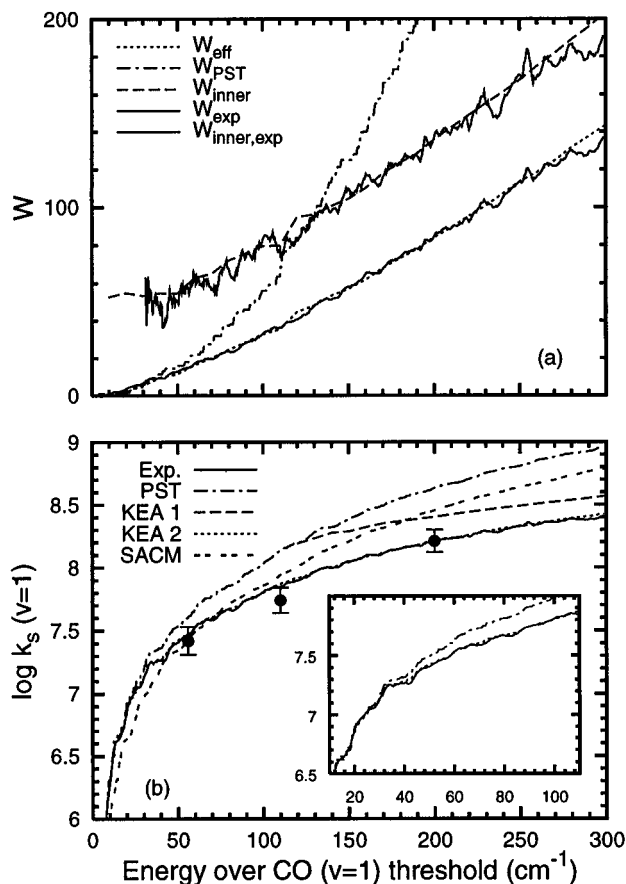 200
W_eff
W_PST
W_inner
W_exp
W_inner,exp
W
100
(a)
0
9
Exp.
PST
KEA 1
KEA 2
SACM
8.5
8
log k_s (v=1)
7.5
7
6.5
6
(b)
7.5
7
6.5
20 40 60 80 100
0 50 100 150 200 250 300
Energy over CO (v=1) threshold (cm⁻¹)